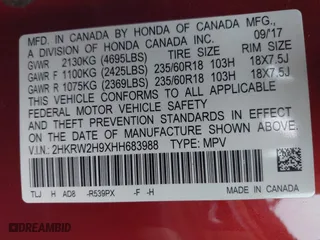 MFD. IN CANADA BY HONDA OF CANADA MFG.,
A DIVISION OF HONDA CANADA INC. 09/17
GVWR 2130KG (4695LBS) TIRE SIZE RIM SIZE
GAWR F 1100KG (2425LBS) 235/60R18 103H 18X7.5J
GAWR R 1075KG (2369LBS) 235/60R18 103H 18X7.5J
THIS VEHICLE CONFORMS TO ALL APPLICABLE
FEDERAL MOTOR VEHICLE SAFETY
AND THEFT PREVENTION STANDARDS IN EFFECT ON
THE DATE OF MANUFACTURE SHOWN ABOVE.
V.I.N.: 2HKRW2H9XHH683988 TYPE: MPV
TLJ H AD8 -R539PX -F -H
MADE IN CANADA
DREAMBID